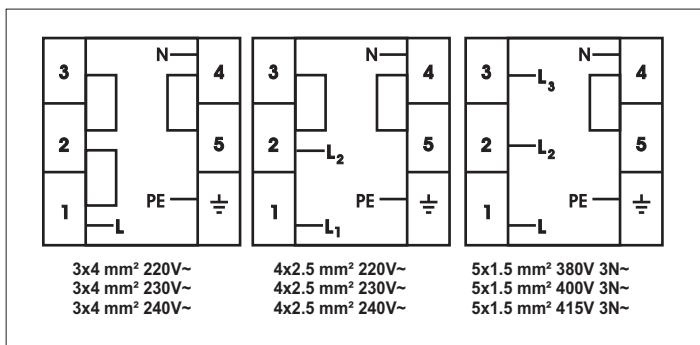 3 N 4
2 5
1 L PE ⏚
3x4 mm² 220V~
3x4 mm² 230V~
3x4 mm² 240V~
3 N 4
2 L₂ 5
1 L₁ PE ⏚
4x2.5 mm² 220V~
4x2.5 mm² 230V~
4x2.5 mm² 240V~
3 L₃ N 4
2 L₂ 5
1 L PE ⏚
5x1.5 mm² 380V 3N~
5x1.5 mm² 400V 3N~
5x1.5 mm² 415V 3N~